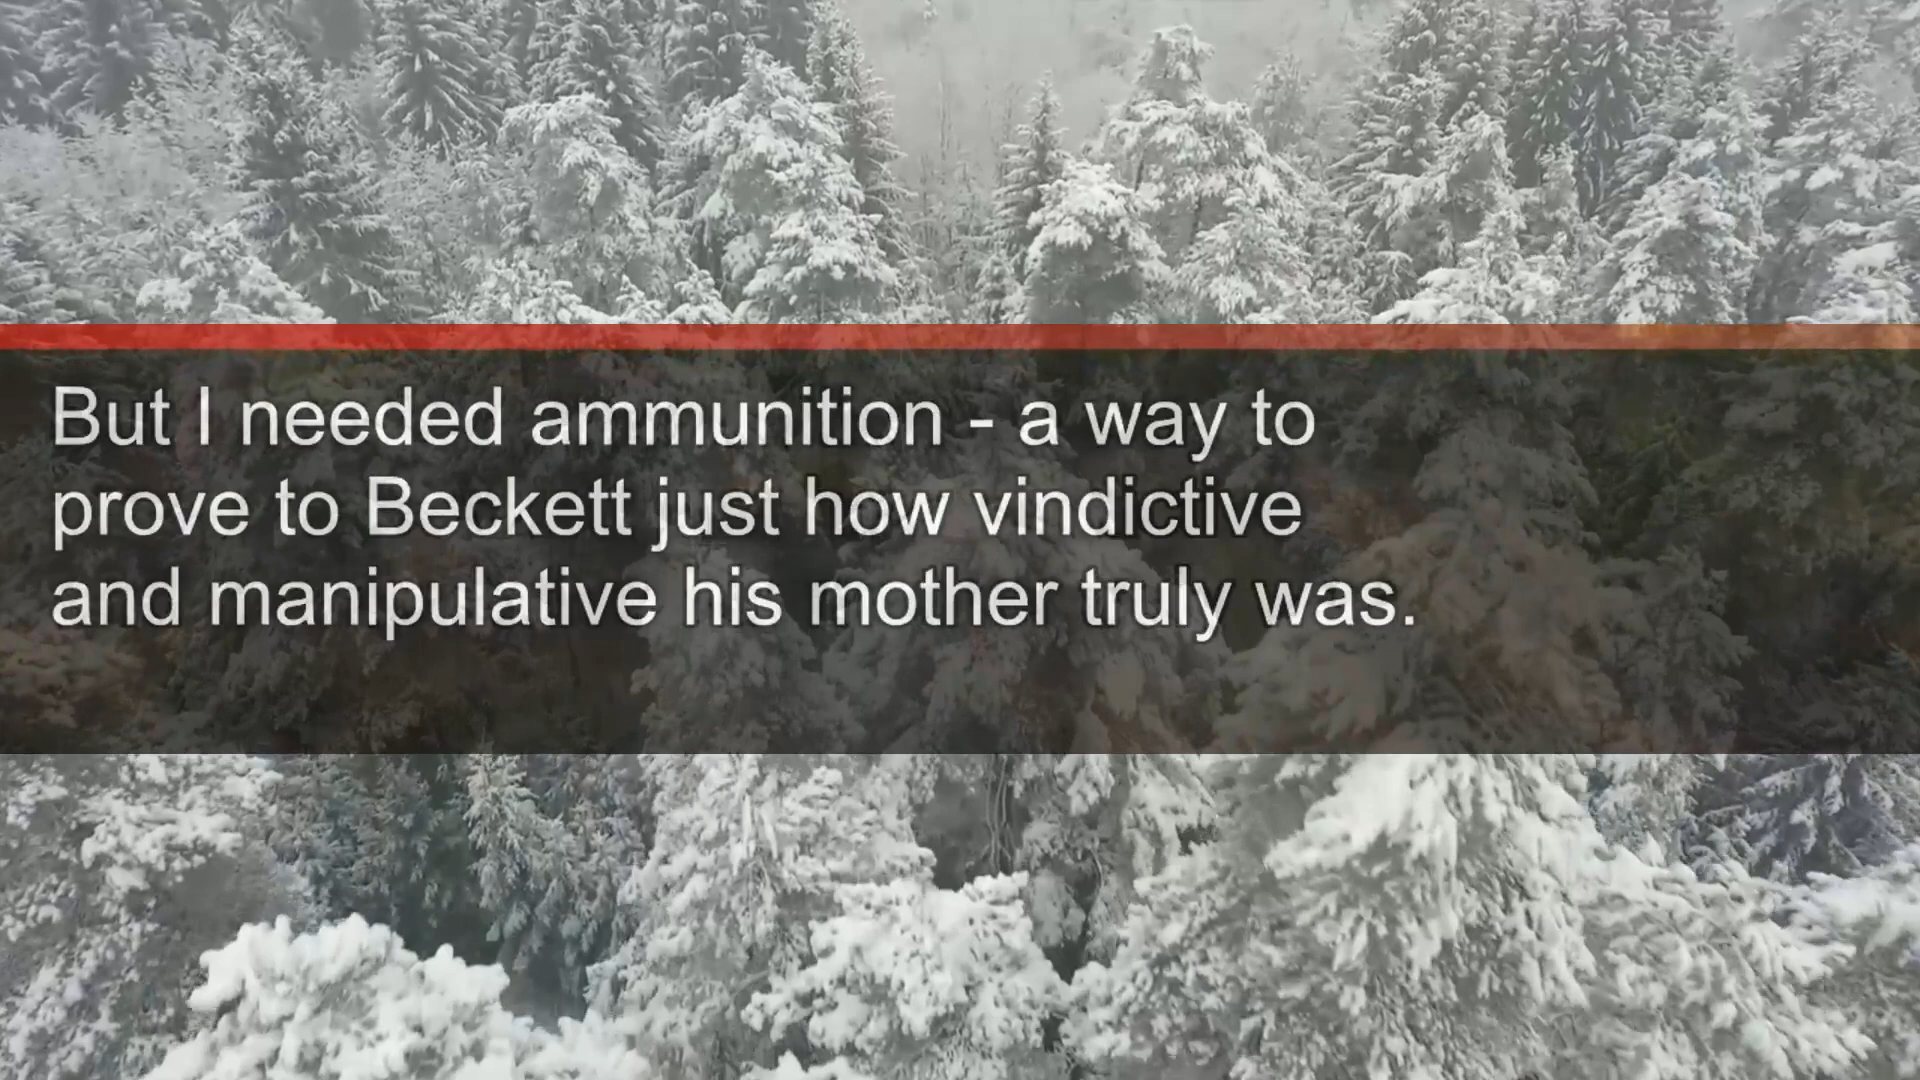 But I needed ammunition - a way to
prove to Beckett just how vindictive
and manipulative his mother truly was.